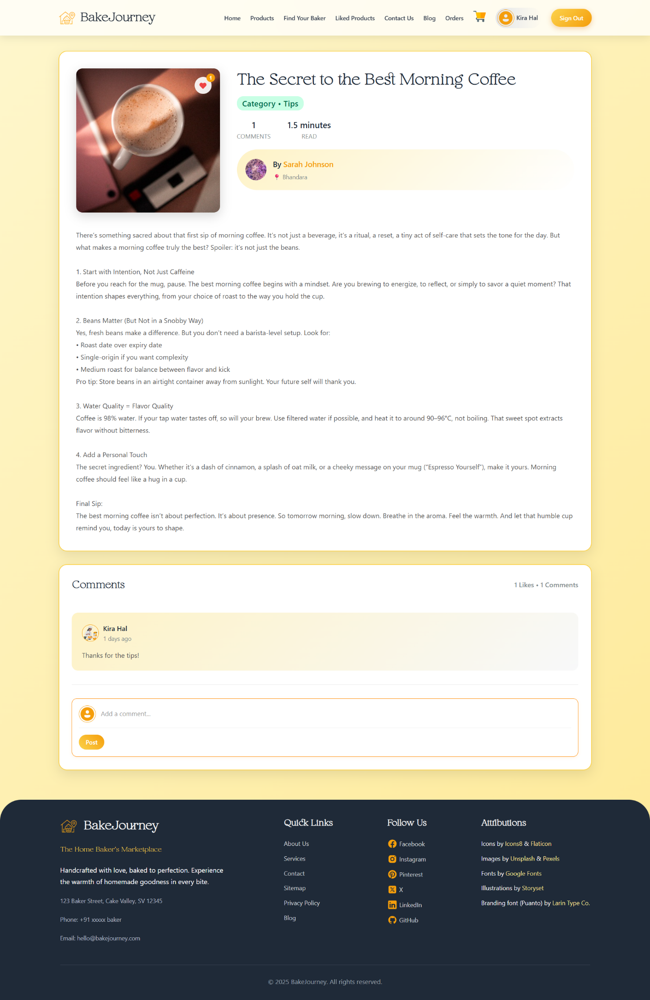 BakeJourney
Home Products Find Your Baker Liked Products Contact Us Blog Orders Kira Hal Sign Out
1
The Secret to the Best Morning Coffee
Category • Tips
1 1.5 minutes
COMMENTS READ
By Sarah Johnson
Bhandara
There’s something sacred about that first sip of morning coffee. It’s not just a beverage, it’s a ritual, a reset, a tiny act of self-care that sets the tone for the day. But
what makes a morning coffee truly the best? Spoiler: it’s not just the beans.
1. Start with Intention, Not Just Caffeine
Before you reach for the mug, pause. The best morning coffee begins with a mindset. Are you brewing to energize, to reflect, or simply to savor a quiet moment? That
intention shapes everything, from your choice of roast to the way you hold the cup.
2. Beans Matter (But Not in a Snobby Way)
Yes, fresh beans make a difference. But you don’t need a barista-level setup. Look for:
• Roast date over expiry date
• Single-origin if you want complexity
• Medium roast for balance between flavor and kick
Pro tip: Store beans in an airtight container away from sunlight. Your future self will thank you.
3. Water Quality = Flavor Quality
Coffee is 98% water. If your tap water tastes off, so will your brew. Use filtered water if possible, and heat it to around 90–96°C, not boiling. That sweet spot extracts
flavor without bitterness.
4. Add a Personal Touch
The secret ingredient? You. Whether it’s a dash of cinnamon, a splash of oat milk, or a cheeky message on your mug (“Espresso Yourself”), make it yours. Morning
coffee should feel like a hug in a cup.
Final Sip:
The best morning coffee isn’t about perfection. It’s about presence. So tomorrow morning, slow down. Breathe in the aroma. Feel the warmth. And let that humble cup
remind you, today is yours to shape.
Comments
1 Likes • 1 Comments
Kira Hal
1 days ago
Thanks for the tips!
Add a comment...
Post
BakeJourney
The Home Baker’s Marketplace
Handcrafted with love, baked to perfection. Experience
the warmth of homemade goodness in every bite.
123 Baker Street, Cake Valley, SV 12345
Phone: +91 xxxxx baker
Email: hello@bakejourney.com
Quick Links
About Us
Services
Contact
Sitemap
Privacy Policy
Blog
Follow Us
Facebook
Instagram
Pinterest
X
LinkedIn
GitHub
Attributions
Icons by Icons8 & Flaticon
Images by Unsplash & Pexels
Fonts by Google Fonts
Illustrations by Storyset
Branding font (Puanto) by Larin Type Co.
© 2025 BakeJourney. All rights reserved.